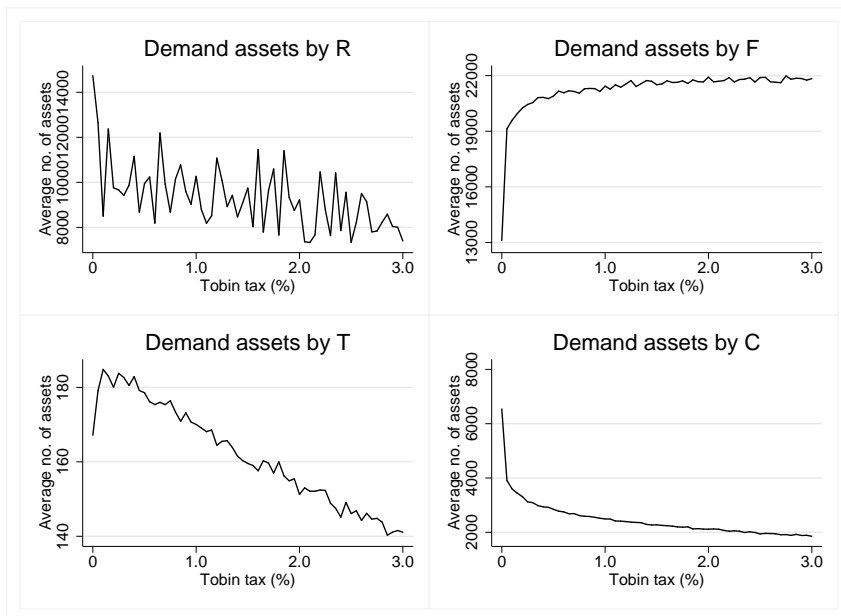 Demand assets by R
Average no. of assets
14000
12000
10000
8000
0 1.0 2.0 3.0
Tobin tax (%)
Demand assets by F
Average no. of assets
22000
19000
16000
13000
0 1.0 2.0 3.0
Tobin tax (%)
Demand assets by T
Average no. of assets
180
160
140
0 1.0 2.0 3.0
Tobin tax (%)
Demand assets by C
Average no. of assets
8000
6000
4000
2000
0 1.0 2.0 3.0
Tobin tax (%)